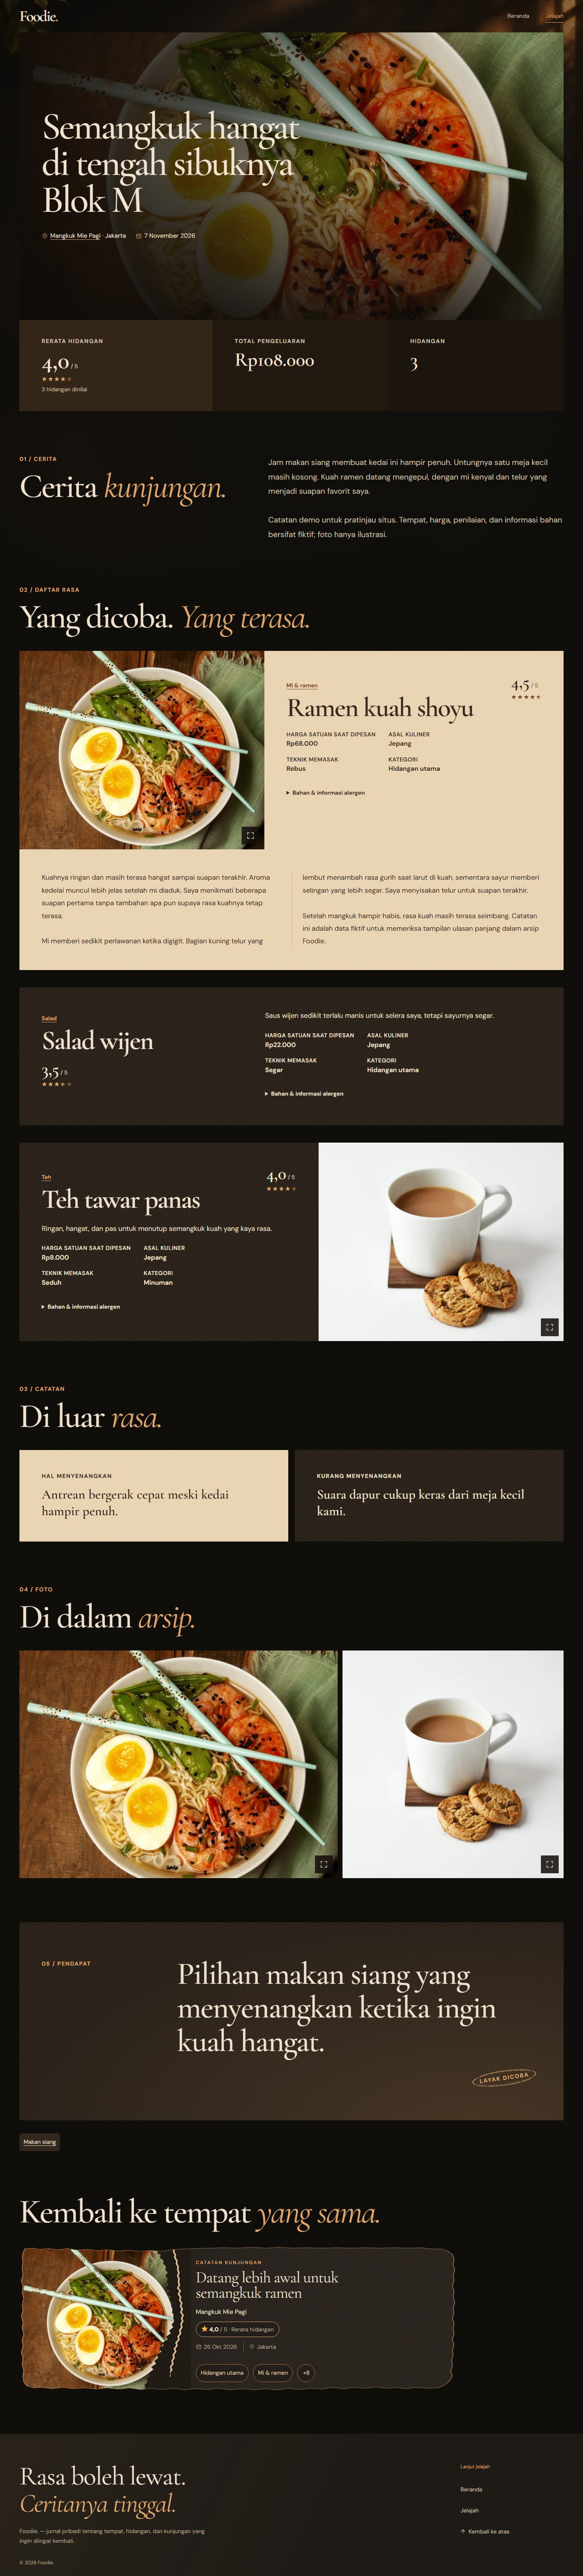 Foodie.
Beranda
Jelajah
Semangkuk hangat
di tengah sibuknya
Blok M
Mangkuk Mie Pagi · Jakarta
7 November 2026
RERATA HIDANGAN
4,0 / 5
★★★★★
3 hidangan dinilai
TOTAL PENGELUARAN
Rp108.000
HIDANGAN
3
01 / CERITA
Cerita kunjungan.
Jam makan siang membuat kedai ini hampir penuh. Untungnya satu meja kecil
masih kosong. Kuah ramen datang mengepul, dengan mi kenyal dan telur yang
menjadi suapan favorit saya.
Catatan demo untuk pratinjau situs. Tempat, harga, penilaian, dan informasi bahan
bersifat fiktif; foto hanya ilustrasi.
02 / DAFTAR RASA
Yang dicoba. Yang terasa.
Mi & ramen
Ramen kuah shoyu
4,5 / 5
★★★★★
HARGA SATUAN SAAT DIPESAN
Rp68.000
ASAL KULINER
Jepang
TEKNIK MEMASAK
Rebus
KATEGORI
Hidangan utama
Bahan & informasi alergen
Kuahnya ringan dan masih terasa hangat sampai suapan terakhir. Aroma
kedelai muncul lebih jelas setelah mi diaduk. Saya menikmati beberapa
suapan pertama tanpa tambahan apa pun supaya rasa kuahnya tetap
terasa.
Mi memberi sedikit perlawanan ketika digigit. Bagian kuning telur yang
lembut menambah rasa gurih saat larut di kuah, sementara sayur memberi
selingan yang lebih segar. Saya menyisakan telur untuk suapan terakhir.
Setelah mangkuk hampir habis, rasa kuah masih terasa seimbang. Catatan
ini adalah data fiktif untuk memeriksa tampilan ulasan panjang dalam arsip
Foodie.
Salad
Salad wijen
3,5 / 5
★★★★★
Saus wijen sedikit terlalu manis untuk selera saya, tetapi sayurnya segar.
HARGA SATUAN SAAT DIPESAN
Rp22.000
ASAL KULINER
Jepang
TEKNIK MEMASAK
Segar
KATEGORI
Hidangan utama
Bahan & informasi alergen
Teh
Teh tawar panas
4,0 / 5
★★★★★
Ringan, hangat, dan pas untuk menutup semangkuk kuah yang kaya rasa.
HARGA SATUAN SAAT DIPESAN
Rp8.000
ASAL KULINER
Jepang
TEKNIK MEMASAK
Seduh
KATEGORI
Minuman
Bahan & informasi alergen
03 / CATATAN
Di luar rasa.
HAL MENYENANGKAN
Antrean bergerak cepat meski kedai
hampir penuh.
KURANG MENYENANGKAN
Suara dapur cukup keras dari meja kecil
kami.
04 / FOTO
Di dalam arsip.
05 / PENDAPAT
Pilihan makan siang yang
menyenangkan ketika ingin
kuah hangat.
LAYAK DICOBA
Makan siang
Kembali ke tempat yang sama.
CATATAN KUNJUNGAN
Datang lebih awal untuk
semangkuk ramen
Mangkuk Mie Pagi
★ 4,0 / 5 · Rerata hidangan
26 Okt 2026
Jakarta
Hidangan utama
Mi & ramen
+8
Rasa boleh lewat.
Ceritanya tinggal.
Foodie. — jurnal pribadi tentang tempat, hidangan, dan kunjungan yang
ingin diingat kembali.
© 2026 Foodie.
Lanjut jelajah
Beranda
Jelajah
Kembali ke atas